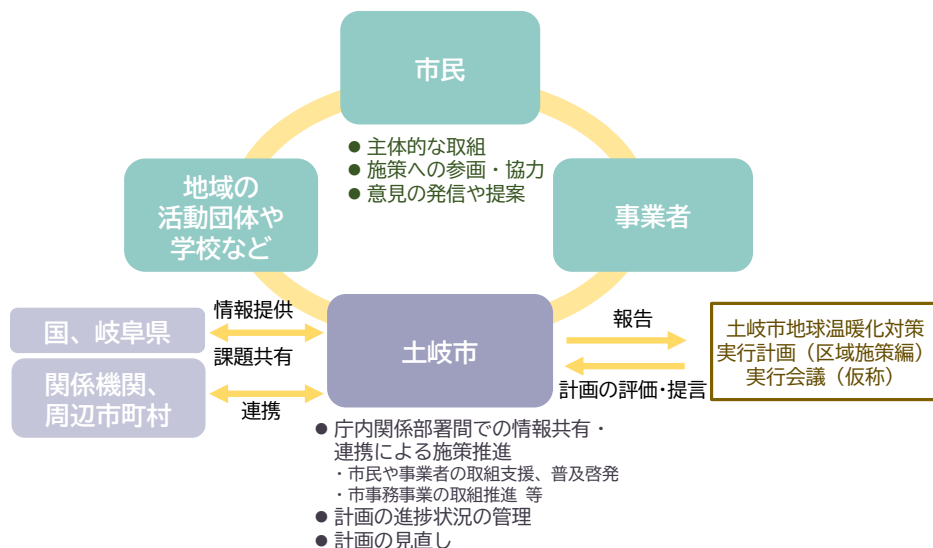 市民
● 主体的な取組
● 施策への参画・協力
● 意見の発信や提案
地域の
活動団体や
学校など
事業者
国、岐阜県
情報提供
課題共有
関係機関、
周辺市町村
連携
土岐市
報告
計画の評価・提言
土岐市地球温暖化対策
実行計画（区域施策編）
実行会議（仮称）
● 庁内関係部署間での情報共有・
連携による施策推進
・市民や事業者の取組支援、普及啓発
・市事務事業の取組推進 等
● 計画の進捗状況の管理
● 計画の見直し